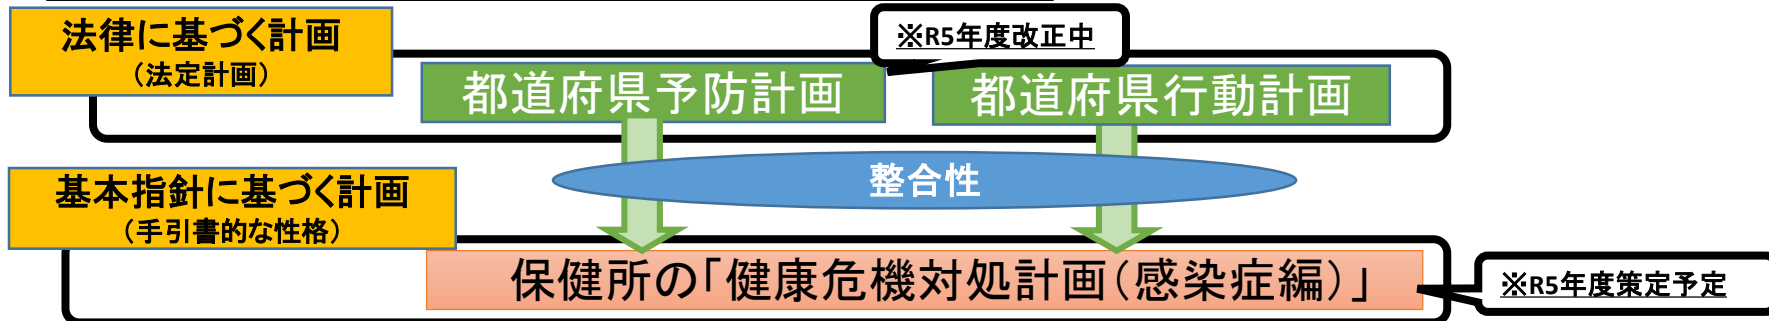 法律に基づく計画
（法定計画）
※R5年度改正中
都道府県予防計画
都道府県行動計画
整合性
基本指針に基づく計画
（手引書的な性格）
保健所の「健康危機対処計画（感染症編）」
※R5年度策定予定